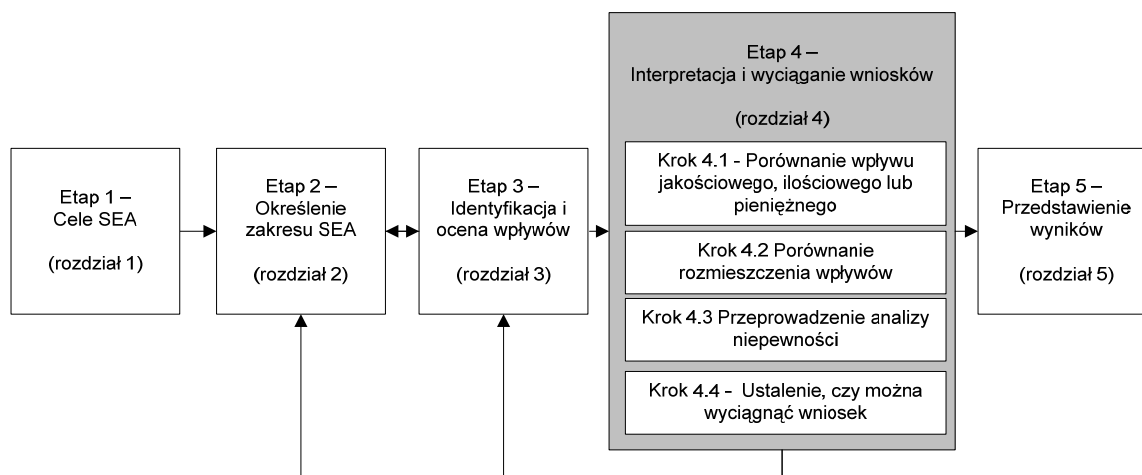 Etap 1 –
Cele SEA
(rozdział 1)
Etap 2 –
Określenie
zakresu SEA
(rozdział 2)
Etap 3 –
Identyfikacja i
ocena wpływów
(rozdział 3)
Etap 4 –
Interpretacja i wyciąganie wniosków
(rozdział 4)
Krok 4.1 - Porównanie wpływu
jakościowego, ilościowego lub
pieniężnego
Krok 4.2 Porównanie
rozmieszczenia wpływów
Krok 4.3 Przeprowadzenie analizy
niepewności
Krok 4.4 - Ustalenie, czy można
wyciągnąć wniosek
Etap 5 –
Przedstawienie
wyników
(rozdział 5)